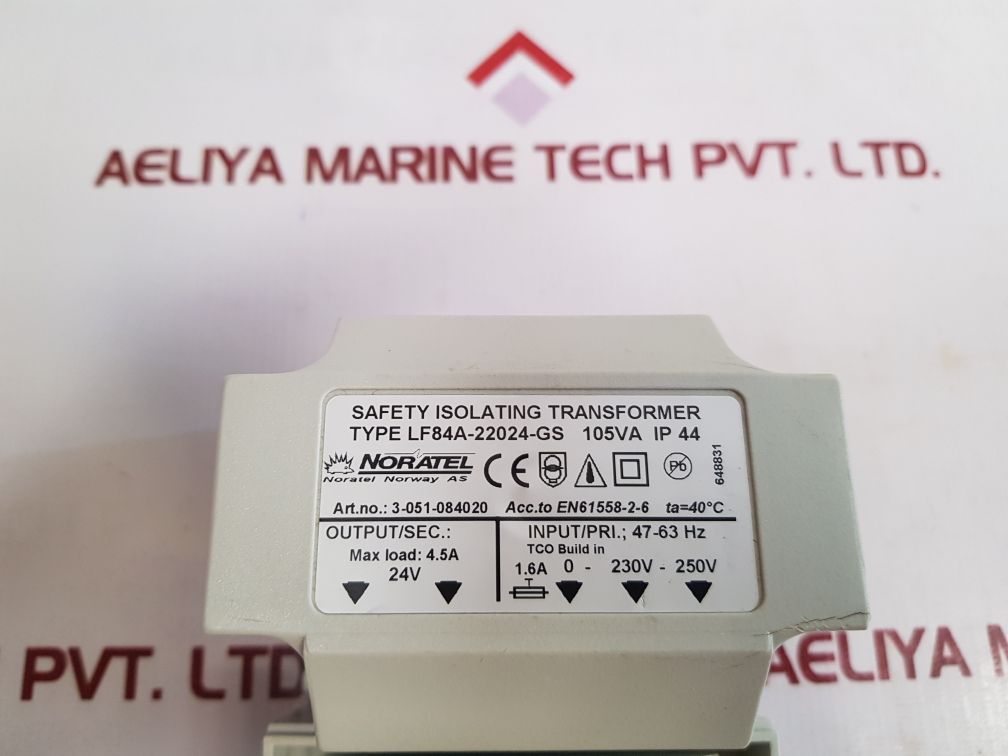 AELIYA MARINE TECH PVT. LTD.
SAFETY ISOLATING TRANSFORMER
TYPE LF84A-22024-GS 105VA IP 44
NORATEL CE Pb
Noratel Norway AS
648831
Art.no.: 3-051-084020 Acc.to EN61558-2-6 ta=40°C
OUTPUT/SEC.:
Max load: 4.5A
24V
INPUT/PRI.; 47-63 Hz
TCO Build in
1.6A 0 - 230V - 250V
PVT. LTD
AELIYA M